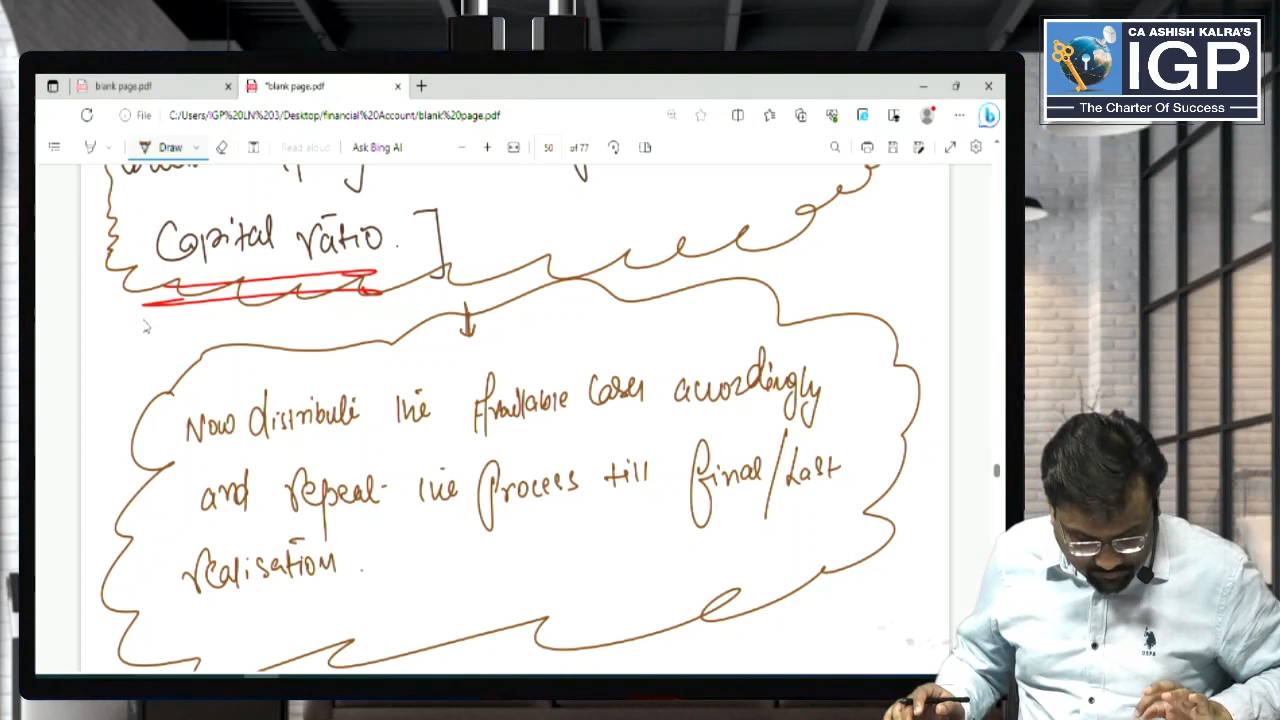 CA ASHISH KALRA'S
IGP
The Charter Of Success
blank page.pdf
*blank page.pdf
File
C:/Users/IGP%20LN%203/Desktop/financial%20Account/blank%20page.pdf
Draw
Read aloud
Ask Bing AI
50 of 77
Capital ratio.]
Now distribute the Available Cash accordingly
and repeat the Process till final/Last
realisation.
USPA